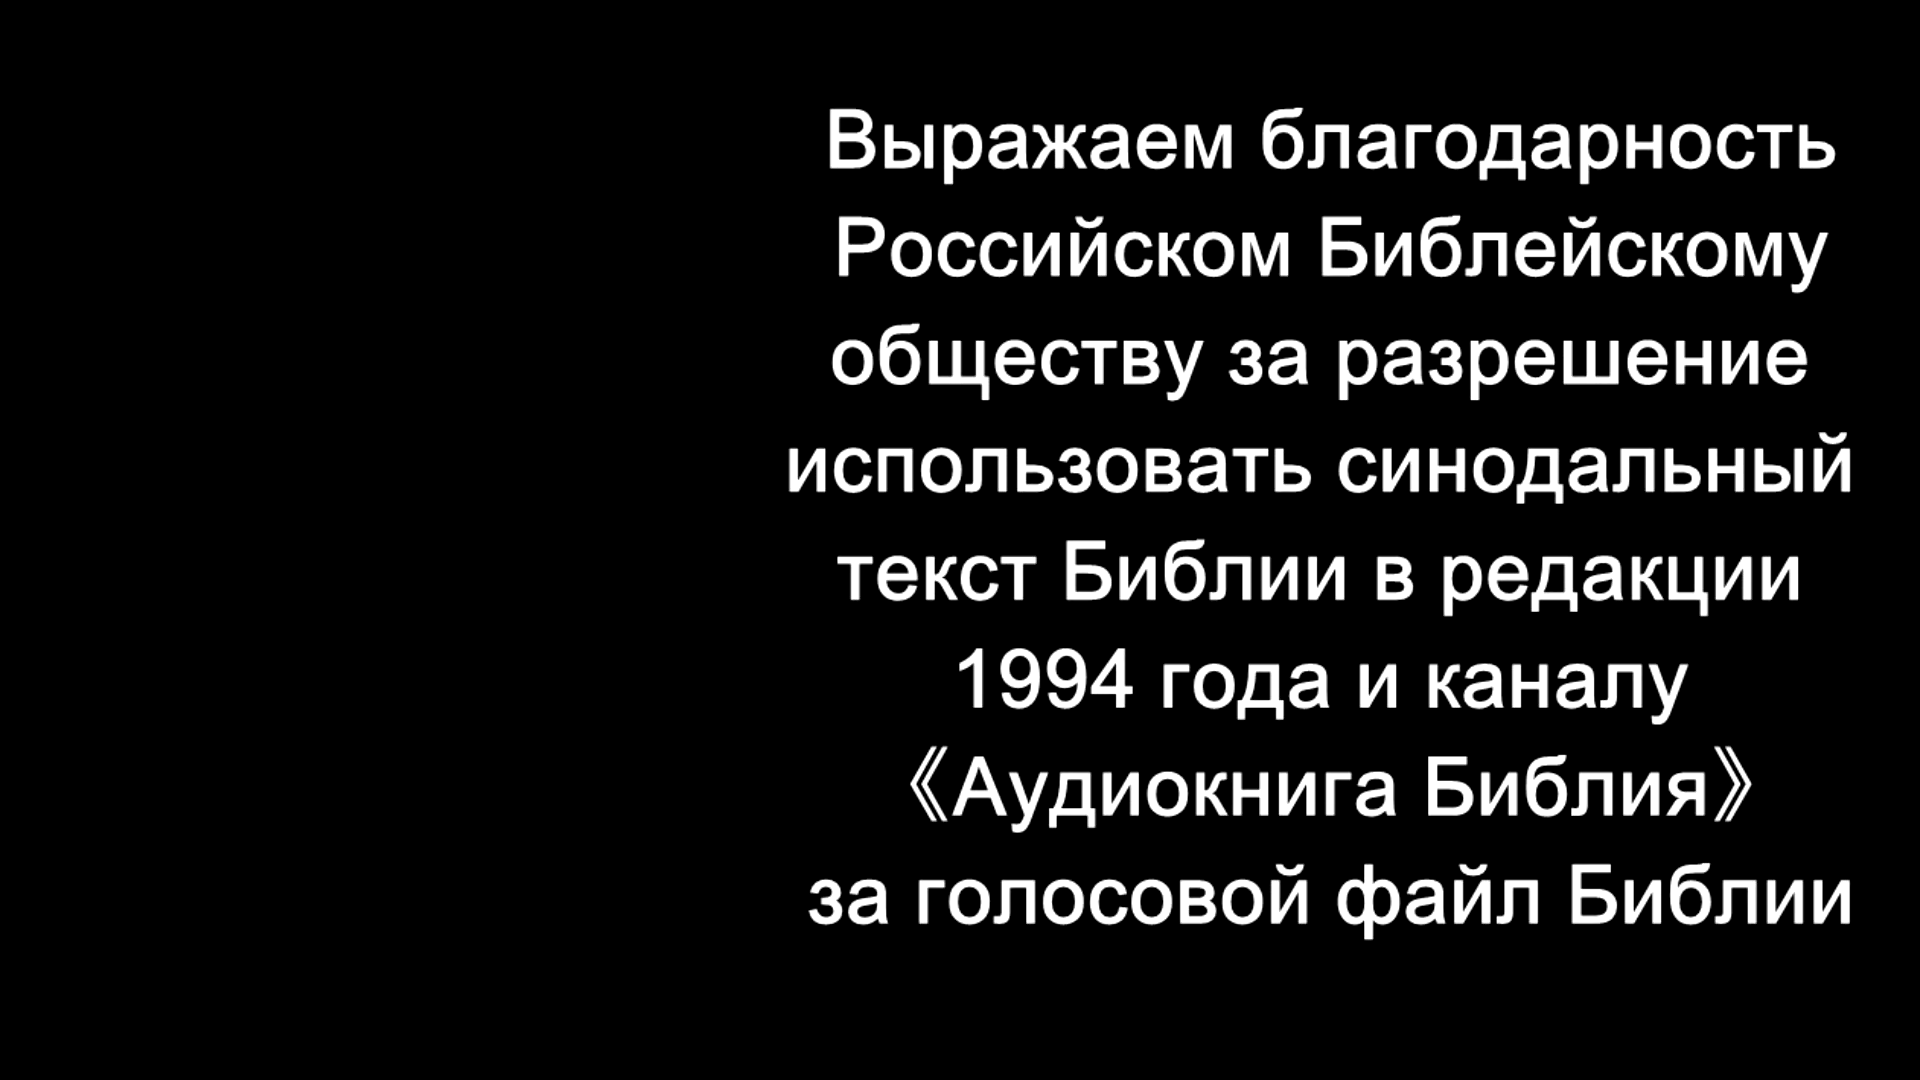 Выражаем благодарность
Российском Библейскому
обществу за разрешение
использовать синодальный
текст Библии в редакции
1994 года и каналу
《Аудиокнига Библия》
за голосовой файл Библии